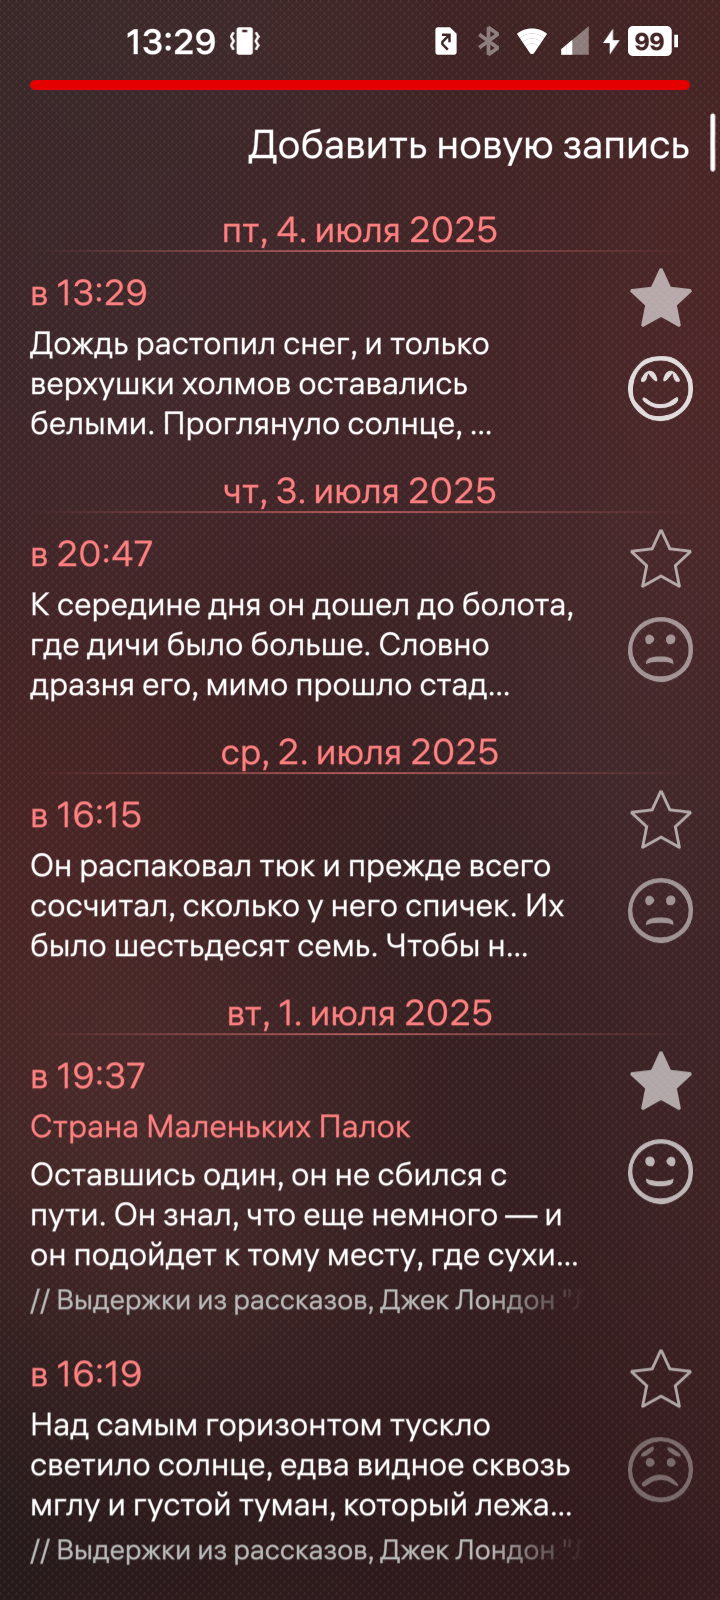 13:29
99
Добавить новую запись
пт, 4. июля 2025
в 13:29
Дождь растопил снег, и только
верхушки холмов оставались
белыми. Проглянуло солнце, ...
чт, 3. июля 2025
в 20:47
К середине дня он дошел до болота,
где дичи было больше. Словно
дразня его, мимо прошло стад...
ср, 2. июля 2025
в 16:15
Он распаковал тюк и прежде всего
сосчитал, сколько у него спичек. Их
было шестьдесят семь. Чтобы н...
вт, 1. июля 2025
в 19:37
Страна Маленьких Палок
Оставшись один, он не сбился с
пути. Он знал, что еще немного — и
он подойдет к тому месту, где сухи...
// Выдержки из рассказов, Джек Лондон "Л
в 16:19
Над самым горизонтом тускло
светило солнце, едва видное сквозь
мглу и густой туман, который лежа...
// Выдержки из рассказов, Джек Лондон "Л